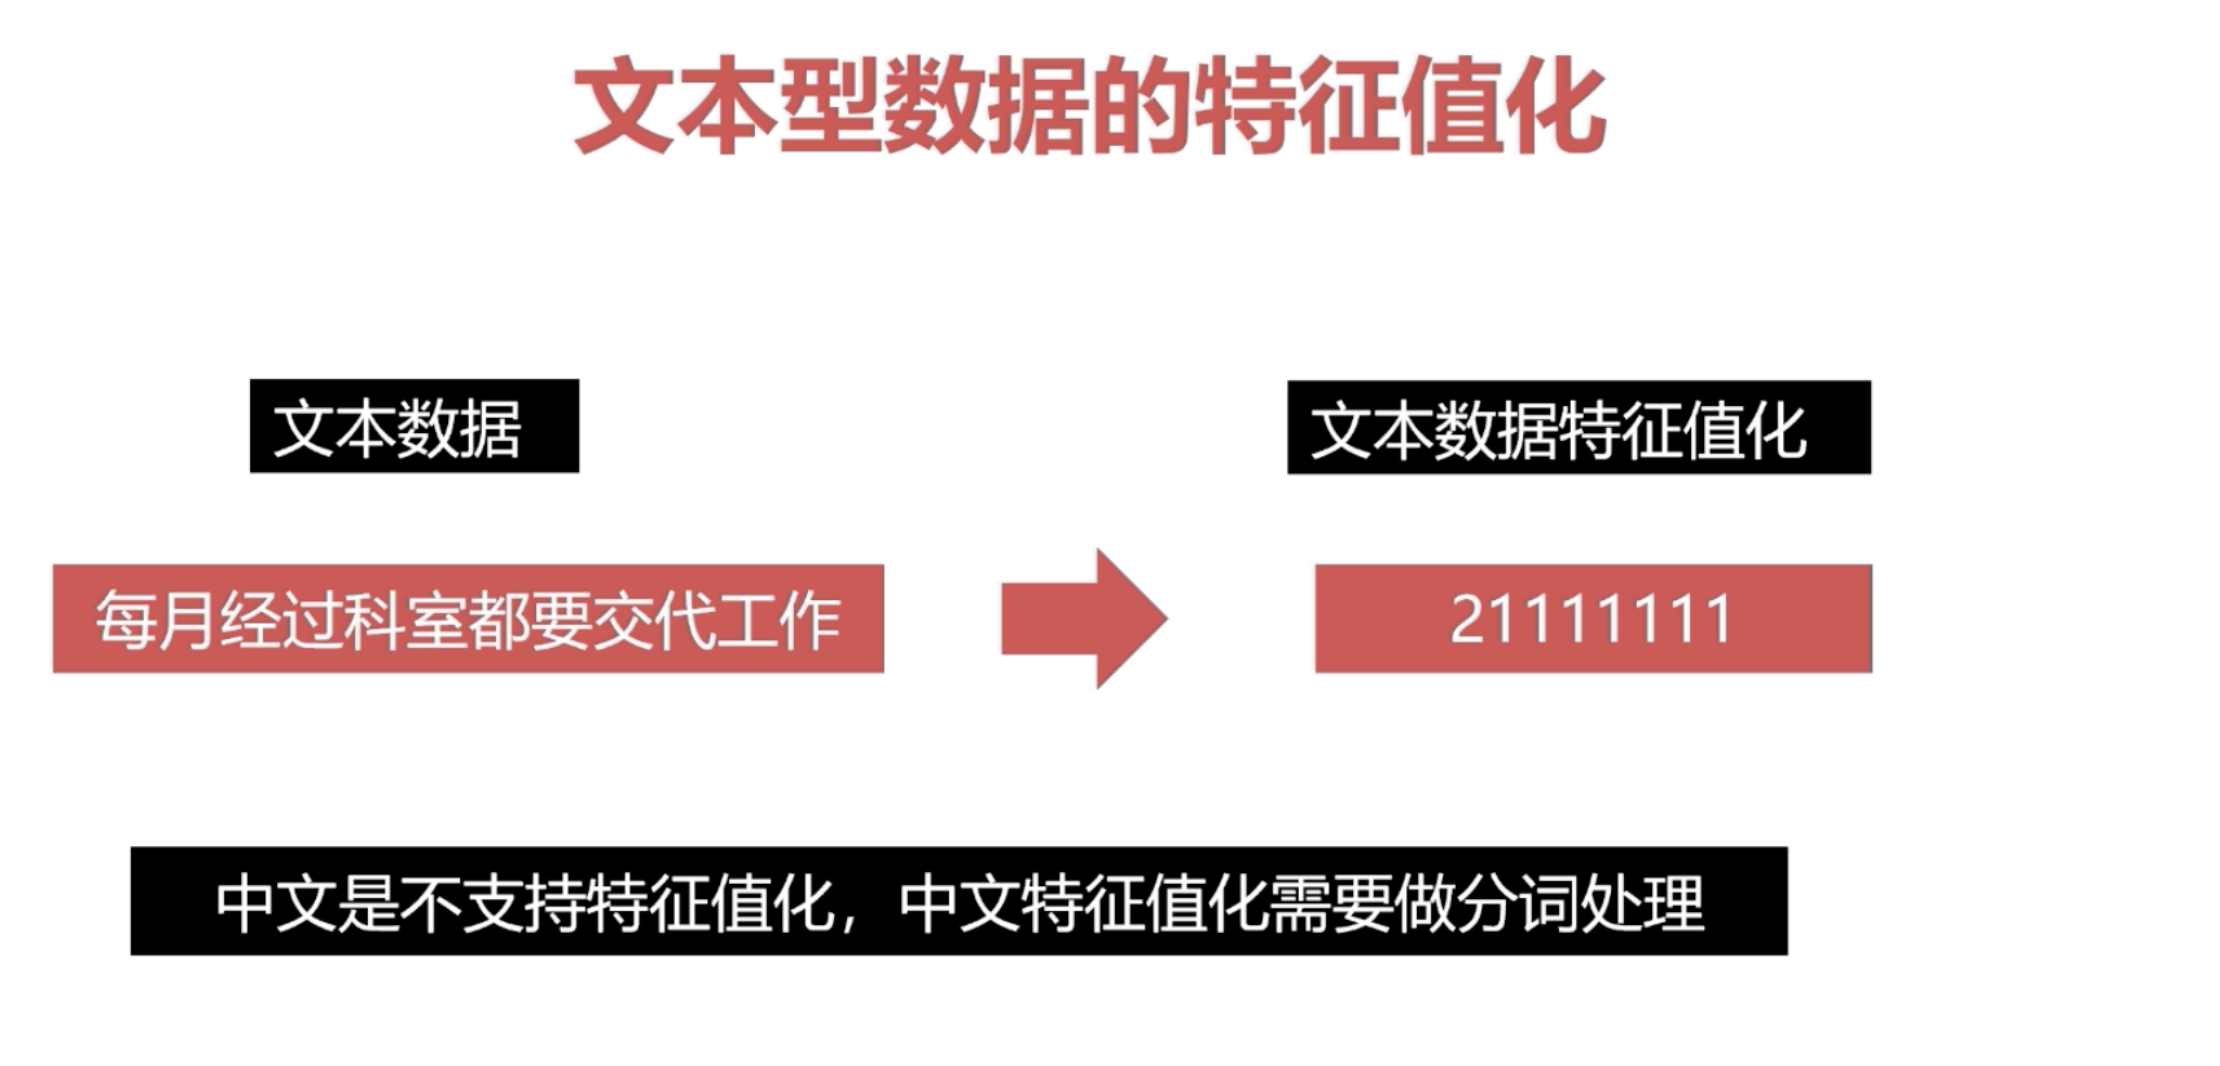 文本型数据的特征值化
文本数据
文本数据特征值化
每月经过科室都要交代工作
21111111
中文是不支持特征值化，中文特征值化需要做分词处理